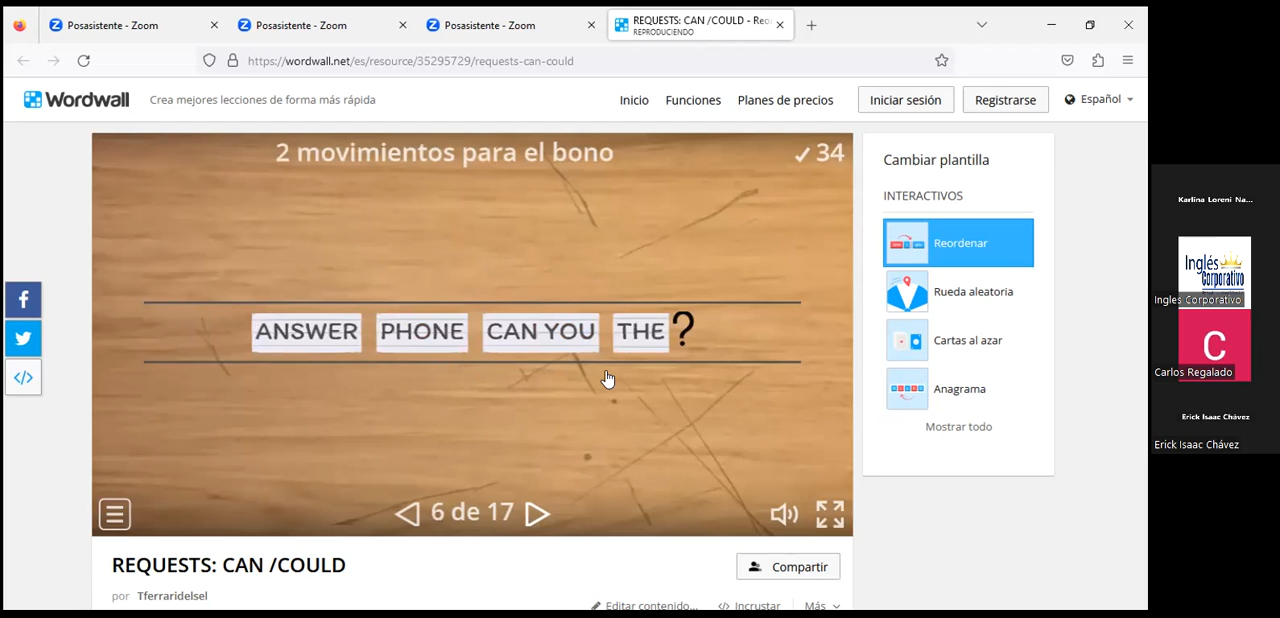 Posasistente - Zoom
Posasistente - Zoom
Posasistente - Zoom
REQUESTS: CAN /COULD - Reo
REPRODUCIENDO
https://wordwall.net/es/resource/35295729/requests-can-could
Wordwall
Crea mejores lecciones de forma más rápida
Inicio
Funciones
Planes de precios
Iniciar sesión
Registrarse
Español
2 movimientos para el bono
34
ANSWER PHONE CAN YOU THE ?
6 de 17
Cambiar plantilla
INTERACTIVOS
Reordenar
Rueda aleatoria
Cartas al azar
Anagrama
Mostrar todo
REQUESTS: CAN /COULD
Compartir
por Tferraridelsel
Editar contenido...
Incrustar
Más
Karlina Loreni Na...
Inglés
Corporativo
Ingles Corporativo
C
Carlos Regalado
Erick Isaac Chávez
Erick Isaac Chávez